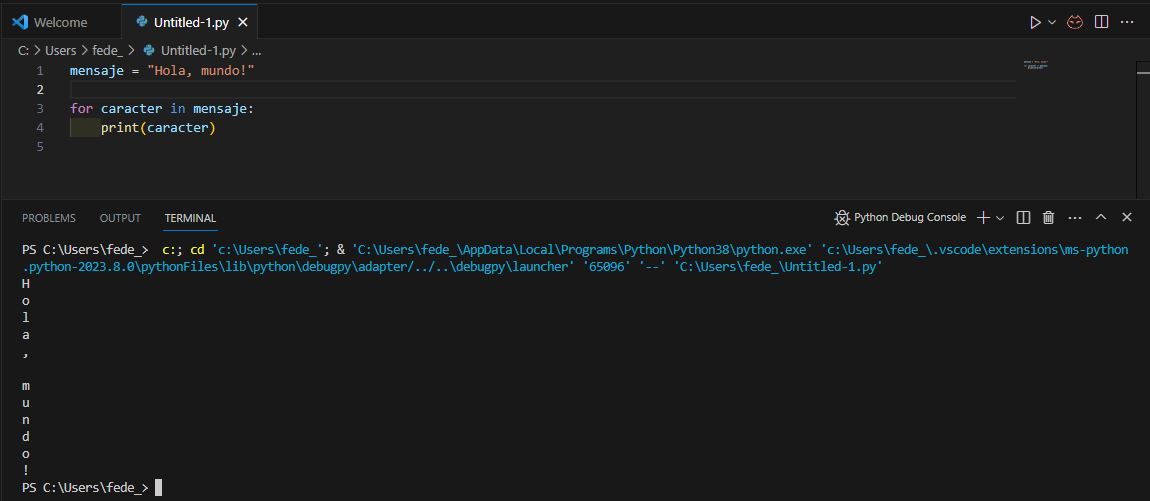 Welcome Untitled-1.py
C: > Users > fede_ > Untitled-1.py > ...
1 mensaje = "Hola, mundo!"
2
3 for caracter in mensaje:
4     print(caracter)
5
PROBLEMS OUTPUT TERMINAL Python Debug Console
PS C:\Users\fede_>  c:; cd 'c:\Users\fede_'; & 'C:\Users\fede_\AppData\Local\Programs\Python\Python38\python.exe' 'c:\Users\fede_\.vscode\extensions\ms-python
.python-2023.8.0\pythonFiles\lib\python\debugpy\adapter/../..\debugpy\launcher' '65096' '--' 'C:\Users\fede_\Untitled-1.py'
H
o
l
a
,

m
u
n
d
o
!
PS C:\Users\fede_>